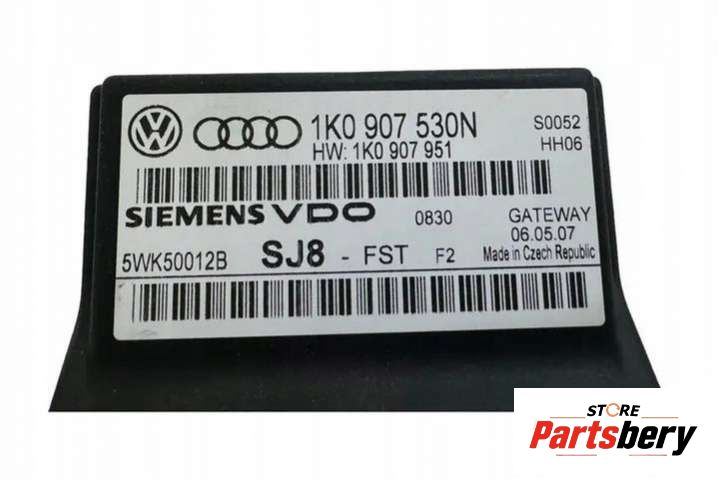 1K0 907 530N S0052
HW: 1K0 907 951 HH06
SIEMENS VDO 0830 GATEWAY
06.05.07
5WK50012B SJ8 - FST F2 Made in Czech Republic
STORE
Partsbery